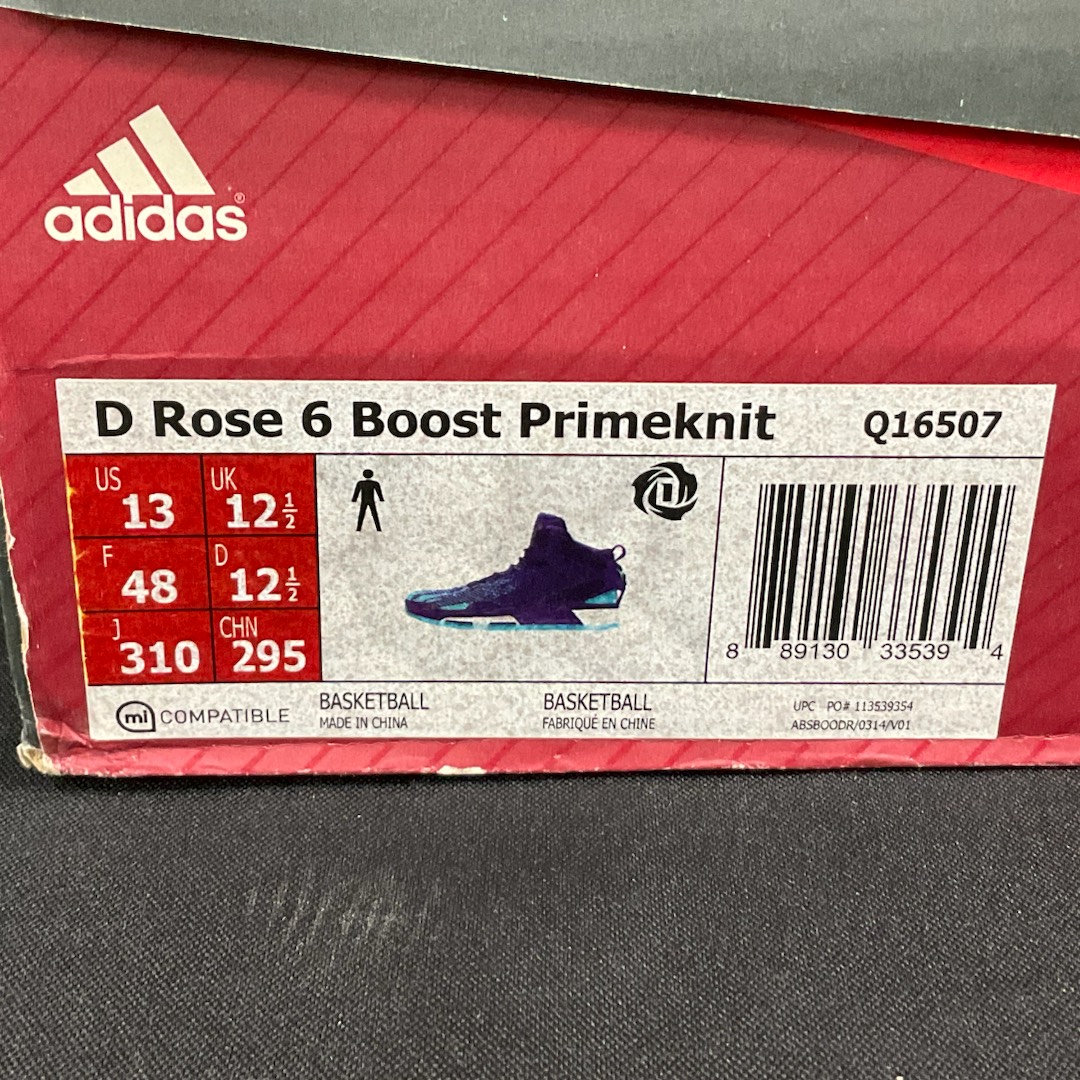 adidas®
D Rose 6 Boost Primeknit Q16507
US 13 UK 12½
F 48 D 12½
J 310 CHN 295
D
8 89130 33539 4
mi COMPATIBLE
BASKETBALL
MADE IN CHINA
BASKETBALL
FABRIQUÉ EN CHINE
UPC PO# 113539354
ABSBOODR/0314/V01